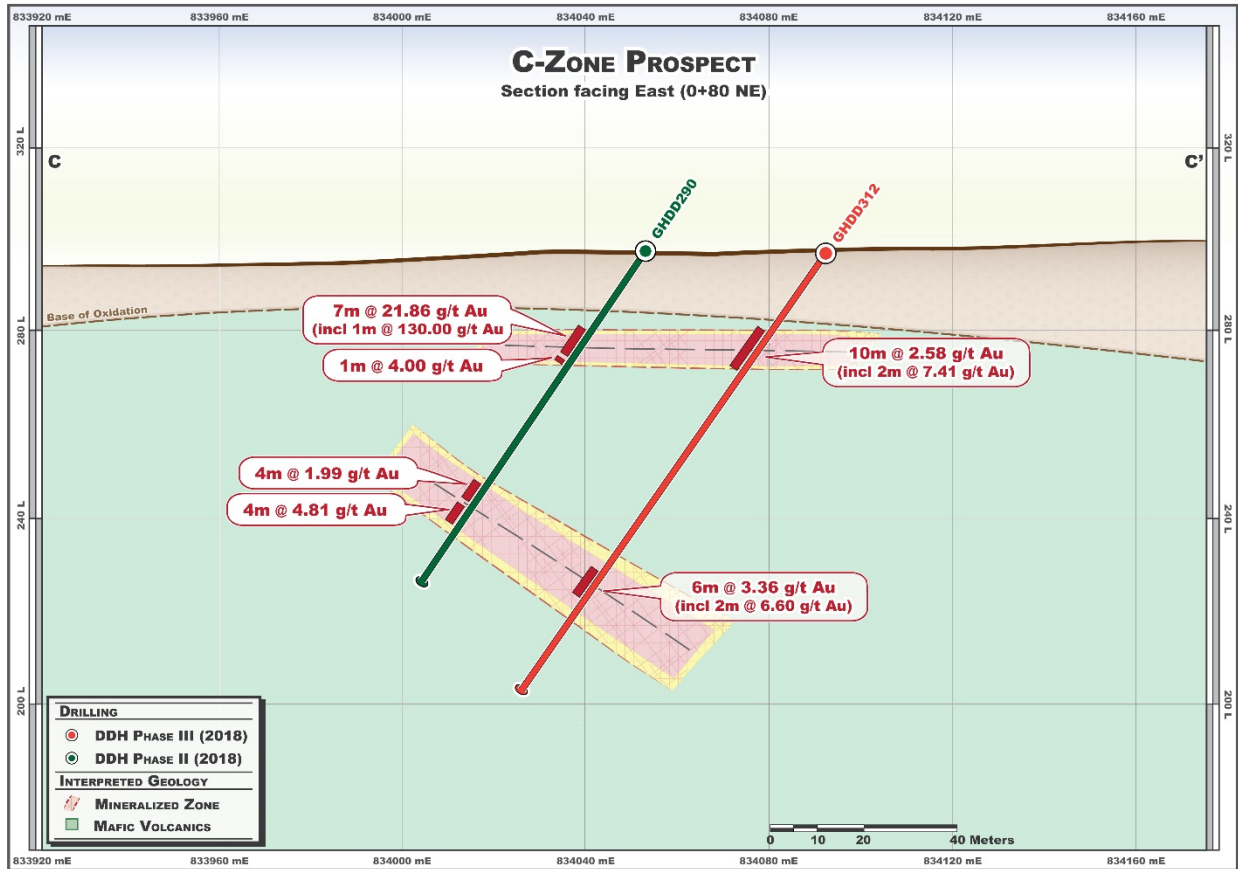 833920 mE 833960 mE 834000 mE 834040 mE 834080 mE 834120 mE 834160 mE
C-Zone Prospect
Section facing East (0+80 NE)
320 L
320 L
C
C'
GHDD290
GHDD312
Base of Oxidation
7m @ 21.86 g/t Au
(incl 1m @ 130.00 g/t Au
1m @ 4.00 g/t Au
10m @ 2.58 g/t Au
(incl 2m @ 7.41 g/t Au)
280 L
280 L
4m @ 1.99 g/t Au
4m @ 4.81 g/t Au
240 L
240 L
6m @ 3.36 g/t Au
(incl 2m @ 6.60 g/t Au)
200 L
200 L
Drilling
DDH Phase III (2018)
DDH Phase II (2018)
Interpreted Geology
Mineralized Zone
Mafic Volcanics
0 10 20 40 Meters
833920 mE 833960 mE 834000 mE 834040 mE 834080 mE 834120 mE 834160 mE